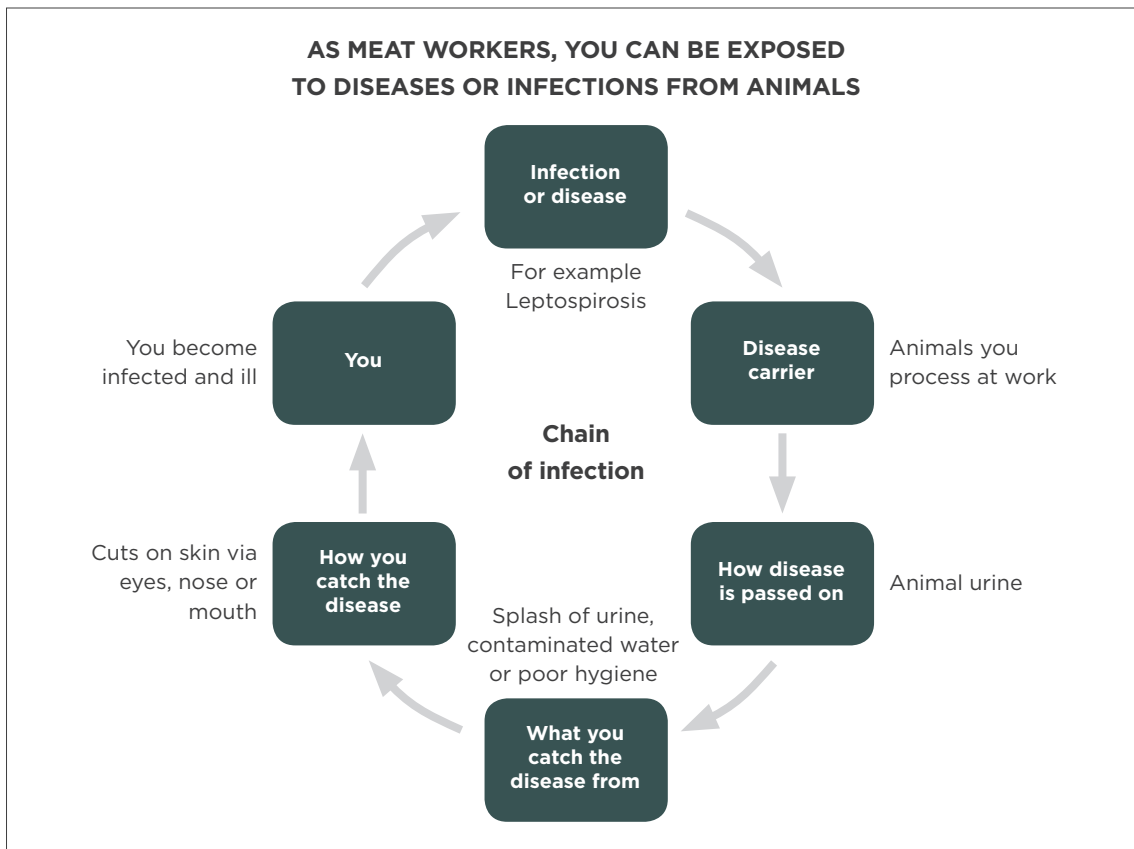 AS MEAT WORKERS, YOU CAN BE EXPOSED
TO DISEASES OR INFECTIONS FROM ANIMALS
Infection
or disease
For example
Leptospirosis
Disease
carrier
Animals you
process at work
How disease
is passed on
Animal urine
What you
catch the
disease from
Splash of urine,
contaminated water
or poor hygiene
How you
catch the
disease
Cuts on skin via
eyes, nose or
mouth
You
You become
infected and ill
Chain
of infection